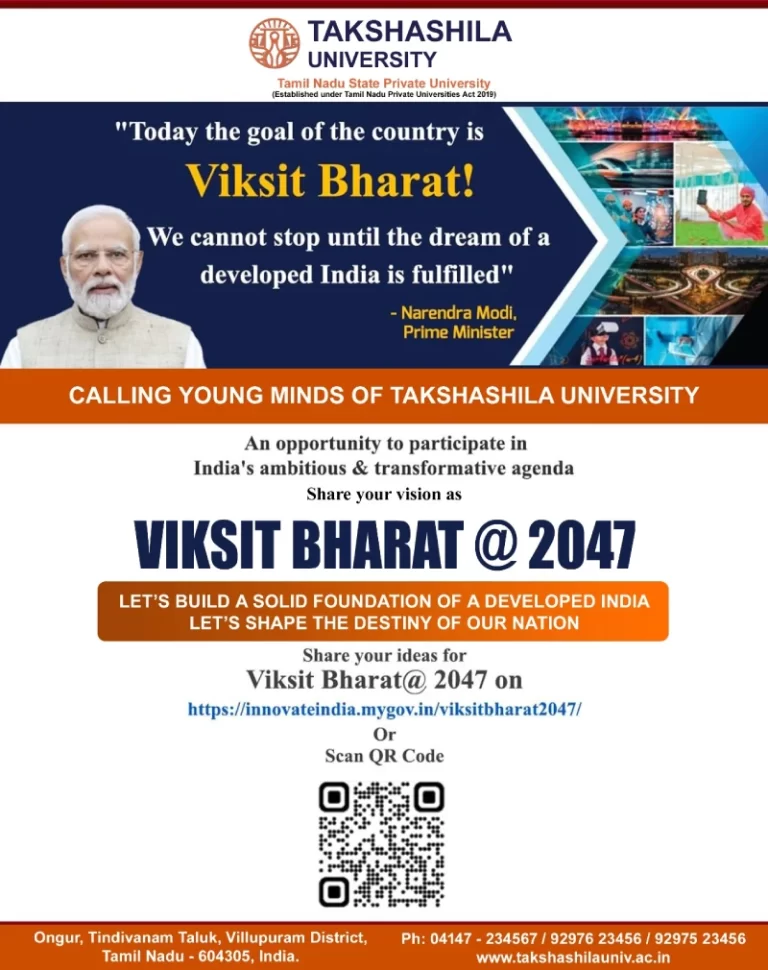 TAKSHASHILA
UNIVERSITY
Tamil Nadu State Private University
(Established under Tamil Nadu Private Universities Act 2019)
"Today the goal of the country is
Viksit Bharat!
We cannot stop until the dream of a
developed India is fulfilled"
- Narendra Modi,
Prime Minister
CALLING YOUNG MINDS OF TAKSHASHILA UNIVERSITY
An opportunity to participate in
India's ambitious & transformative agenda
Share your vision as
VIKSIT BHARAT @ 2047
LET'S BUILD A SOLID FOUNDATION OF A DEVELOPED INDIA
LET'S SHAPE THE DESTINY OF OUR NATION
Share your ideas for
Viksit Bharat@ 2047 on
https://innovateindia.mygov.in/viksitbharat2047/
Or
Scan QR Code
Ongur, Tindivanam Taluk, Villupuram District,
Tamil Nadu - 604305, India.
Ph: 04147 - 234567 / 92976 23456 / 92975 23456
www.takshashilauniv.ac.in